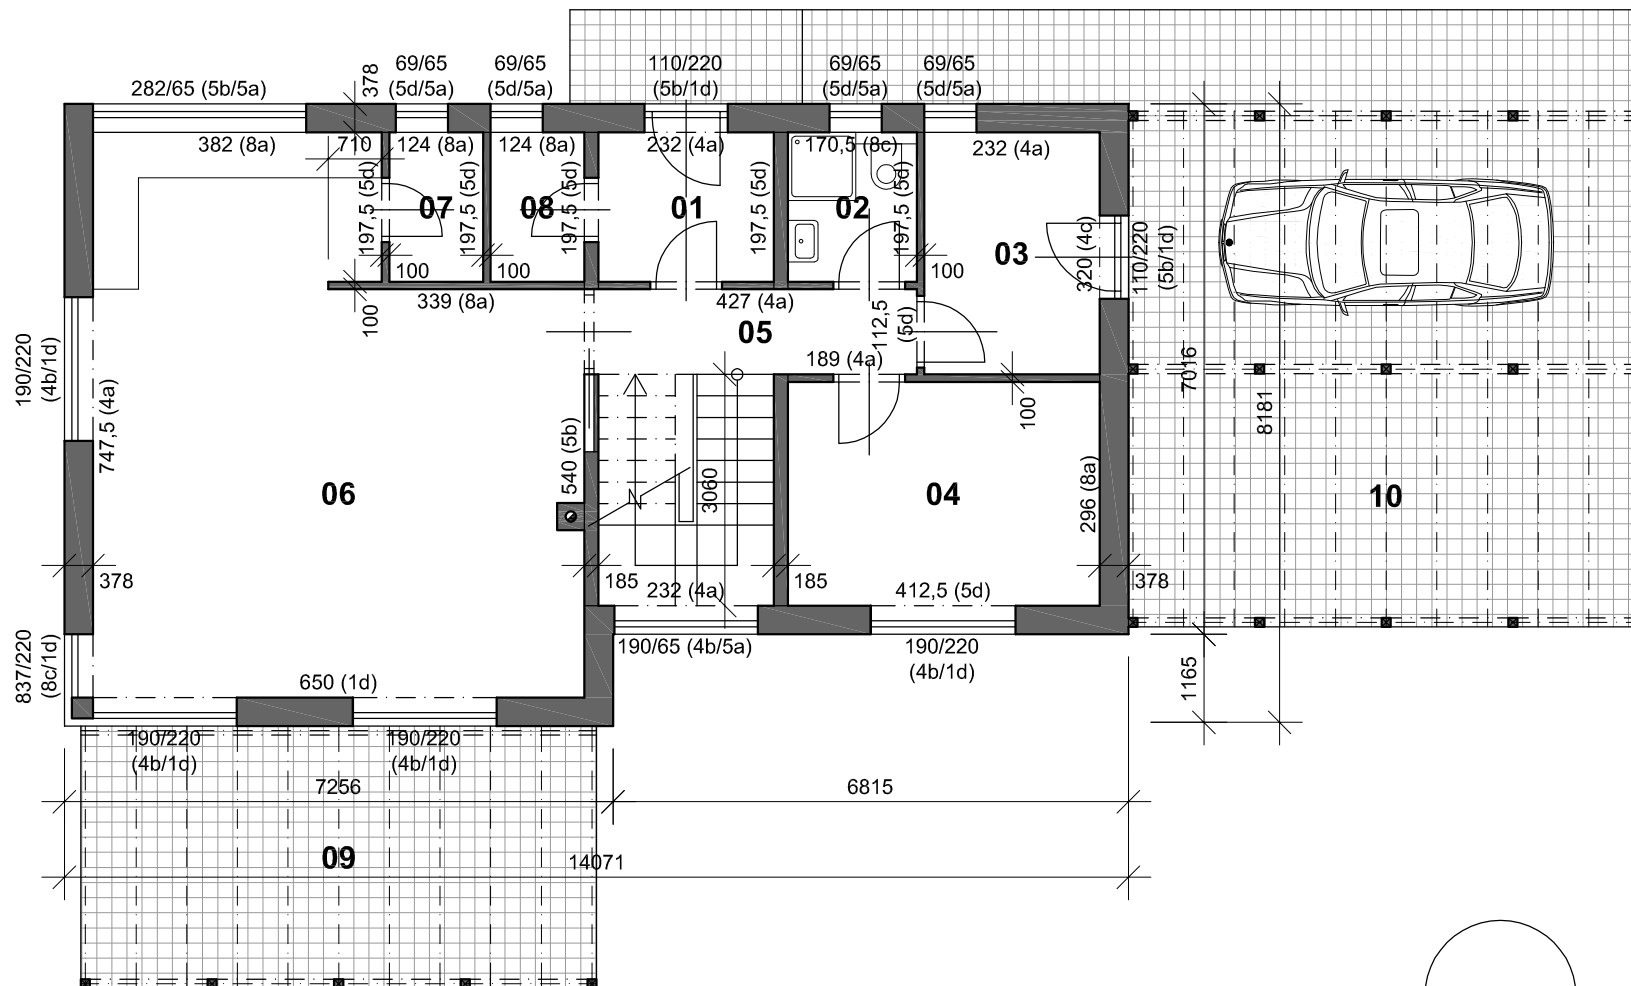 69/65
69/65
110/220
69/65
69/65
282/65 (5b/5a)
378
(5d/5a)
(5d/5a)
(5b/1d)
(5d/5a)
(5d/5a)
382 (8a)
710
124 (8a)
124 (8a)
232 (4a)
170,5 (8c)
232 (4a)
197,5 (5d)
197,5 (5d)
197,5 (5d)
197,5 (5d)
197,5 (5d)
07
08
01
02
03
320 (4c)
110/220
(5b/1d)
100
100
100
339 (8a)
427 (4a)
100
05
112,5
(5d)
189 (4a)
190/220
(4b/1d)
747,5 (4a)
7016
8181
100
540 (5b)
3060
06
04
296 (8a)
10
378
185
185
378
232 (4a)
412,5 (5d)
190/65 (4b/5a)
190/220
(4b/1d)
837/220
(8c/1d)
650 (1d)
1165
190/220
(4b/1d)
190/220
(4b/1d)
7256
6815
09
14071